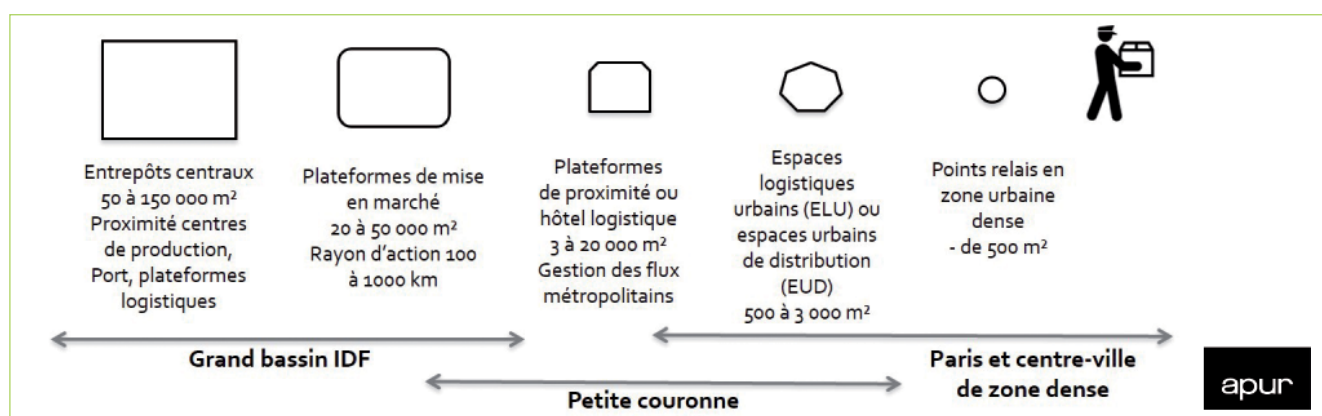 Entrepôts centraux
50 à 150 000 m²
Proximité centres
de production,
Port, plateformes
logistiques
Plateformes de mise
en marché
20 à 50 000 m²
Rayon d'action 100
à 1000 km
Plateformes
de proximité ou
hôtel logistique
3 à 20 000 m²
Gestion des flux
métropolitains
Espaces
logistiques
urbains (ELU) ou
espaces urbains
de distribution
(EUD)
500 à 3 000 m²
Points relais en
zone urbaine
dense
- de 500 m²
Grand bassin IDF
Petite couronne
Paris et centre-ville
de zone dense
apur